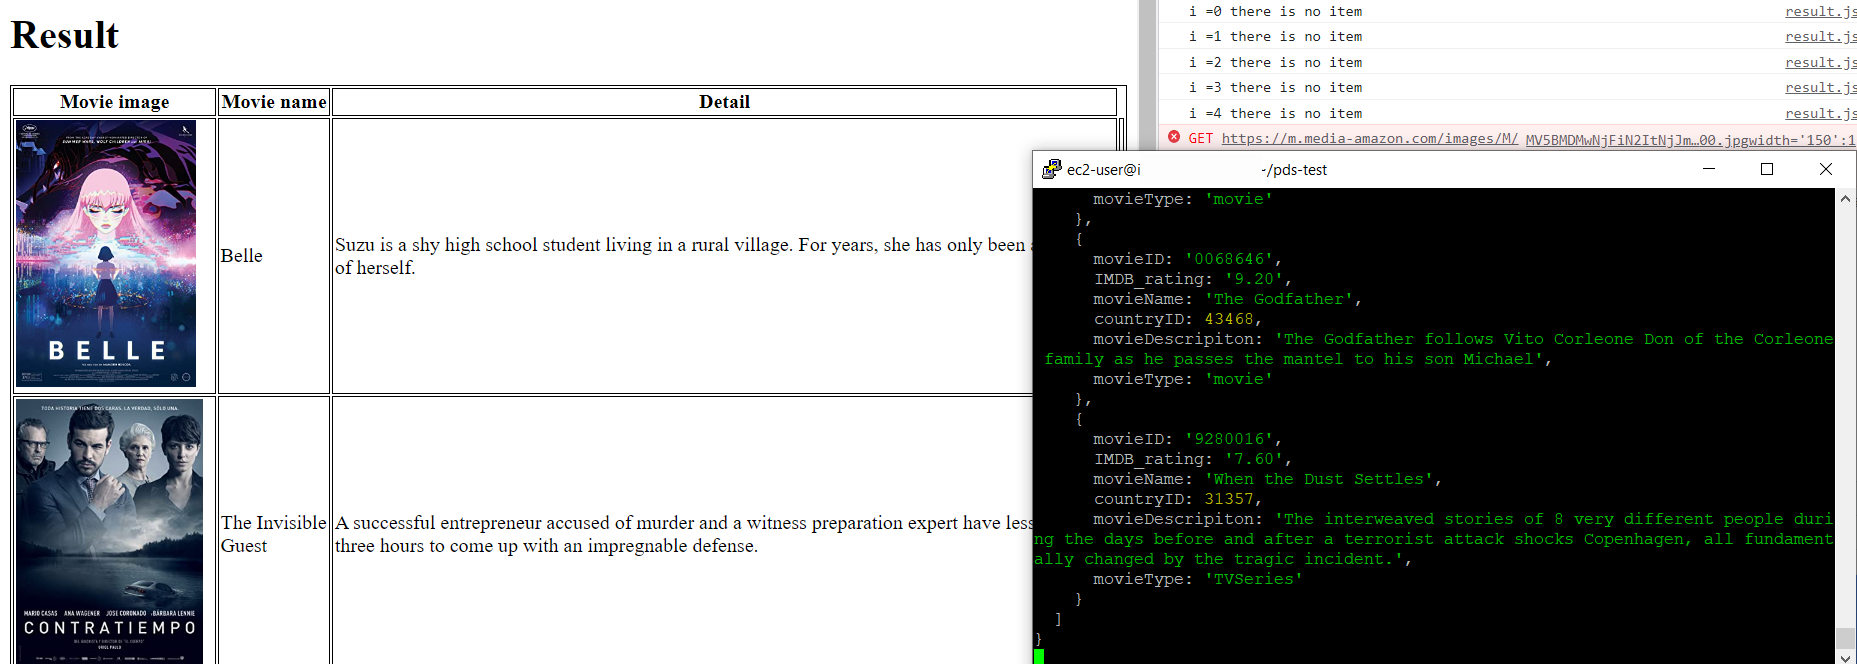 Result
Movie image Movie name Detail
BELLE
Belle
Suzu is a shy high school student living in a rural village. For years, she has only been
of herself.
TODA HISTORIA TIENE DOS CARAS. LA VERDAD, SÓLO UNA.
MARIO CASAS ANA WAGENER JOSE CORONADO BÁRBARA LENNIE
CONTRATIEMPO
The Invisible
Guest
A successful entrepreneur accused of murder and a witness preparation expert have less
three hours to come up with an impregnable defense.
i =0 there is no item result.js
i =1 there is no item result.js
i =2 there is no item result.js
i =3 there is no item result.js
i =4 there is no item result.js
GET https://m.media-amazon.com/images/M/ MV5BMDMwNjFiN2ItNjJm…00.jpgwidth='150':1
ec2-user@i ~/pds-test
movieType: 'movie'
},
{
movieID: '0068646',
IMDB_rating: '9.20',
movieName: 'The Godfather',
countryID: 43468,
movieDescripiton: 'The Godfather follows Vito Corleone Don of the Corleone
family as he passes the mantel to his son Michael',
movieType: 'movie'
},
{
movieID: '9280016',
IMDB_rating: '7.60',
movieName: 'When the Dust Settles',
countryID: 31357,
movieDescripiton: 'The interweaved stories of 8 very different people duri
ng the days before and after a terrorist attack shocks Copenhagen, all fundament
ally changed by the tragic incident.',
movieType: 'TVSeries'
}
]
}